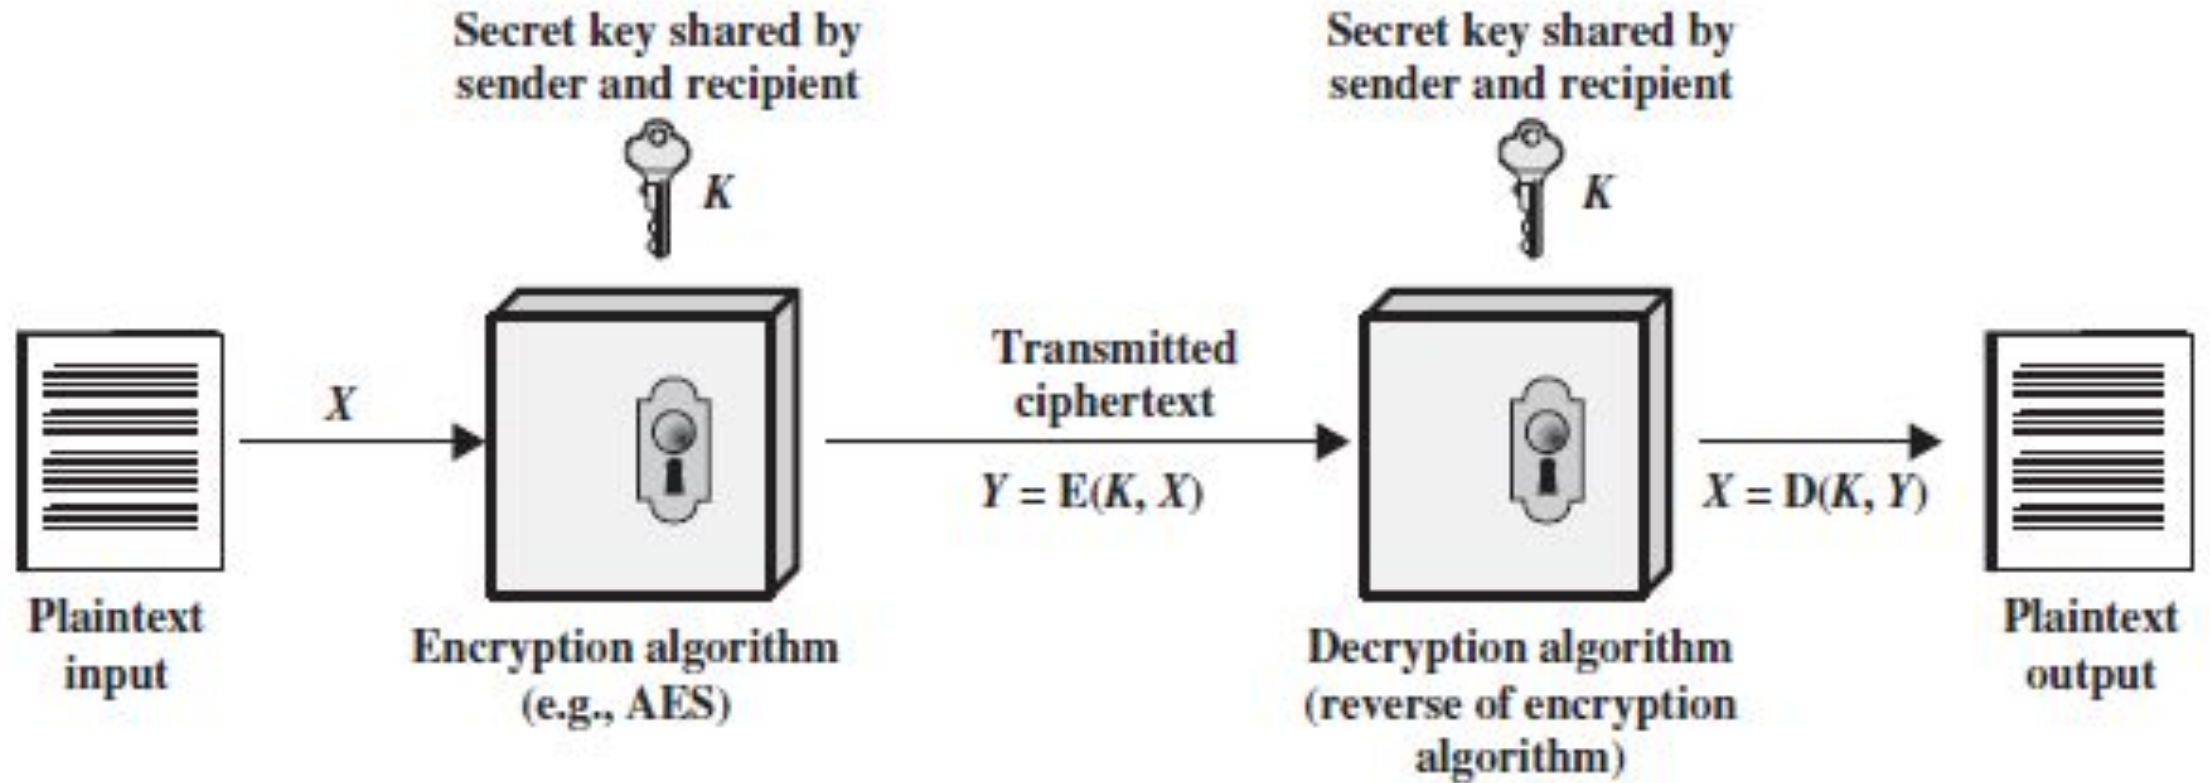 Secret key shared by
sender and recipient
K
Secret key shared by
sender and recipient
K
X
Transmitted
ciphertext
Y = E(K, X)
X = D(K, Y)
Plaintext
input
Encryption algorithm
(e.g., AES)
Decryption algorithm
(reverse of encryption
algorithm)
Plaintext
output